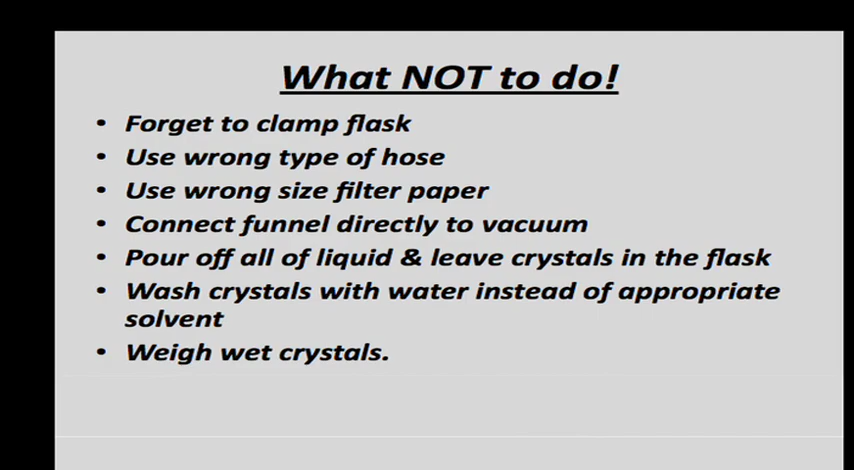 What NOT to do!
• Forget to clamp flask
• Use wrong type of hose
• Use wrong size filter paper
• Connect funnel directly to vacuum
• Pour off all of liquid & leave crystals in the flask
• Wash crystals with water instead of appropriate
solvent
• Weigh wet crystals.